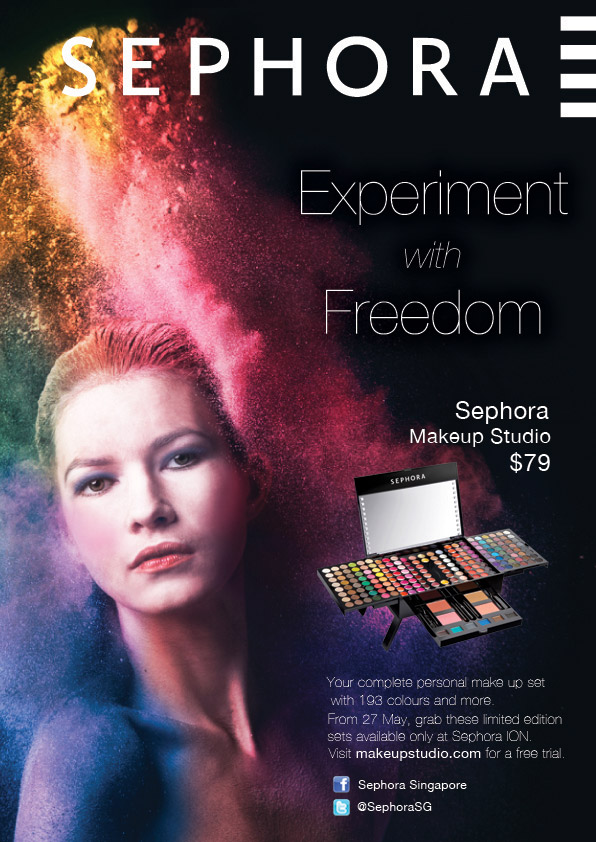 SEPHORA
Experiment
with
Freedom
Sephora
Makeup Studio
$79
SEPHORA
Your complete personal make up set
with 193 colours and more.
From 27 May, grab these limited edition
sets available only at Sephora ION.
Visit makeupstudio.com for a free trial.
Sephora Singapore
@SephoraSG